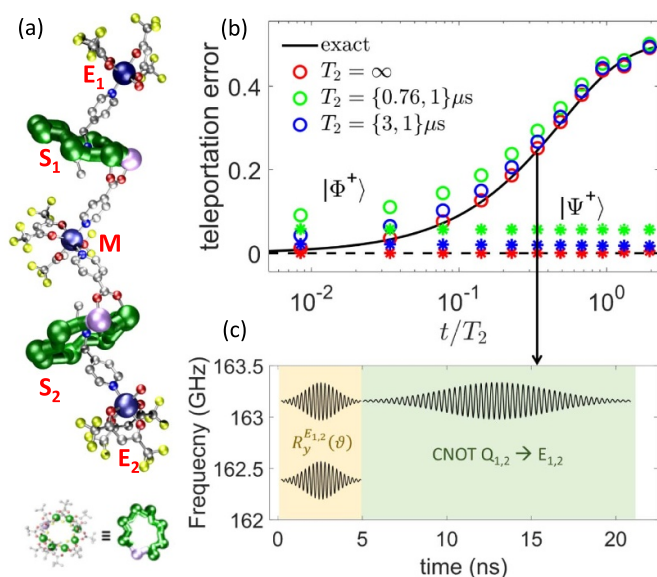 (a)
E₁
S₁
M
S₂
E₂
≡
(b)
teleportation error
0.4
0.2
0
exact
T₂ = ∞
T₂ = {0.76, 1}μs
T₂ = {3, 1}μs
|Φ⁺⟩
|Ψ⁺⟩
10⁻²
10⁻¹
10⁰
t/T₂
(c)
Frequecny (GHz)
163.5
163
162.5
162
R_y^{E₁,₂}(ϑ)
CNOT Q₁,₂ → E₁,₂
0
5
10
15
20
time (ns)